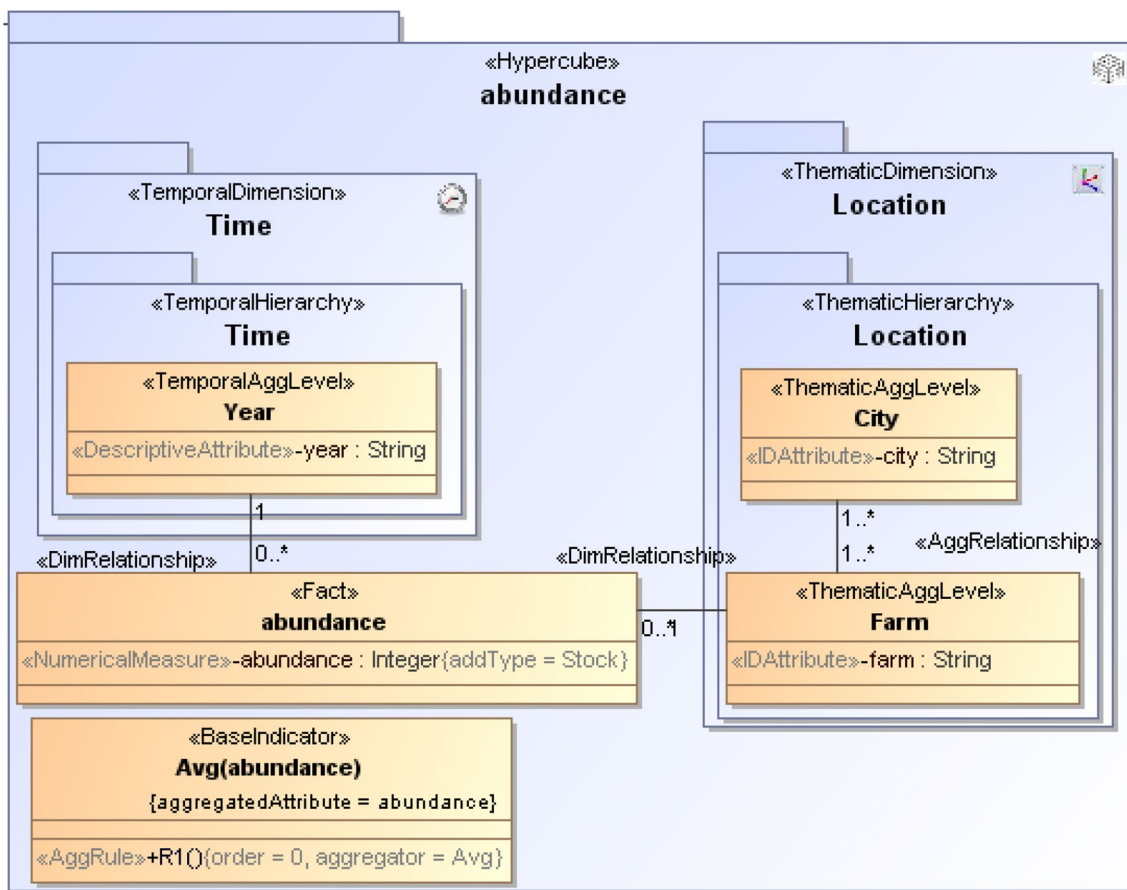 «Hypercube»
abundance
«TemporalDimension»
Time
«TemporalHierarchy»
Time
«TemporalAggLevel»
Year
«DescriptiveAttribute»-year : String
1
0..*
«DimRelationship»
«ThematicDimension»
Location
«ThematicHierarchy»
Location
«ThematicAggLevel»
City
«IDAttribute»-city : String
1..*
1..*
«AggRelationship»
«DimRelationship»
«Fact»
abundance
«NumericalMeasure»-abundance : Integer{addType = Stock}
0..*
1
«ThematicAggLevel»
Farm
«IDAttribute»-farm : String
«BaseIndicator»
Avg(abundance)
{aggregatedAttribute = abundance}
«AggRule»+R1(){order = 0, aggregator = Avg}